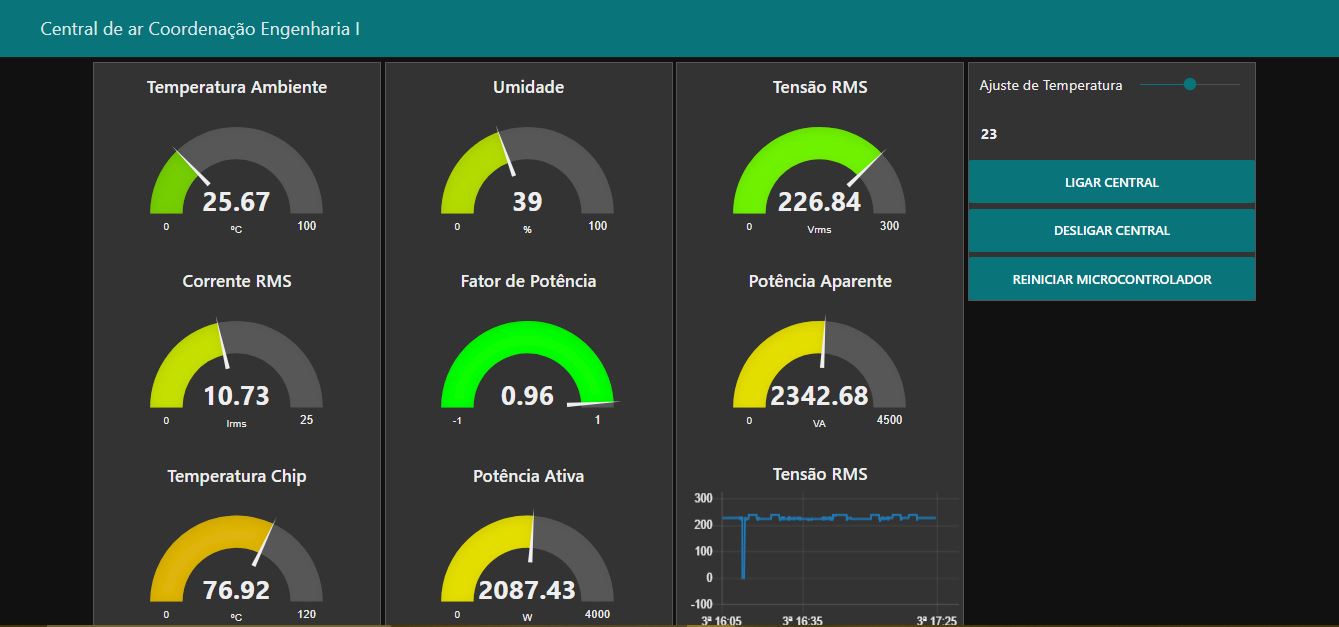 Central de ar Coordenação Engenharia I
Temperatura Ambiente
25.67
0
ºC
100
Corrente RMS
10.73
0
Irms
25
Temperatura Chip
76.92
0
ºC
120
Umidade
39
0
%
100
Fator de Potência
0.96
-1
1
Potência Ativa
2087.43
0
W
4000
Tensão RMS
226.84
0
Vrms
300
Potência Aparente
2342.68
0
VA
4500
Tensão RMS
300
200
100
0
-100
3ª 16:05
3ª 16:35
3ª 17:25
Ajuste de Temperatura
23
LIGAR CENTRAL
DESLIGAR CENTRAL
REINICIAR MICROCONTROLADOR